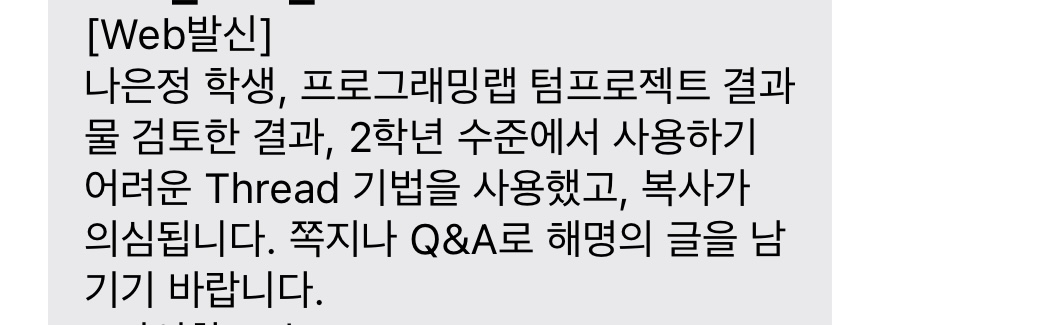 [Web발신]
나은정 학생, 프로그래밍랩 텀프로젝트 결과
물 검토한 결과, 2학년 수준에서 사용하기
어려운 Thread 기법을 사용했고, 복사가
의심됩니다. 쪽지나 Q&A로 해명의 글을 남
기기 바랍니다.